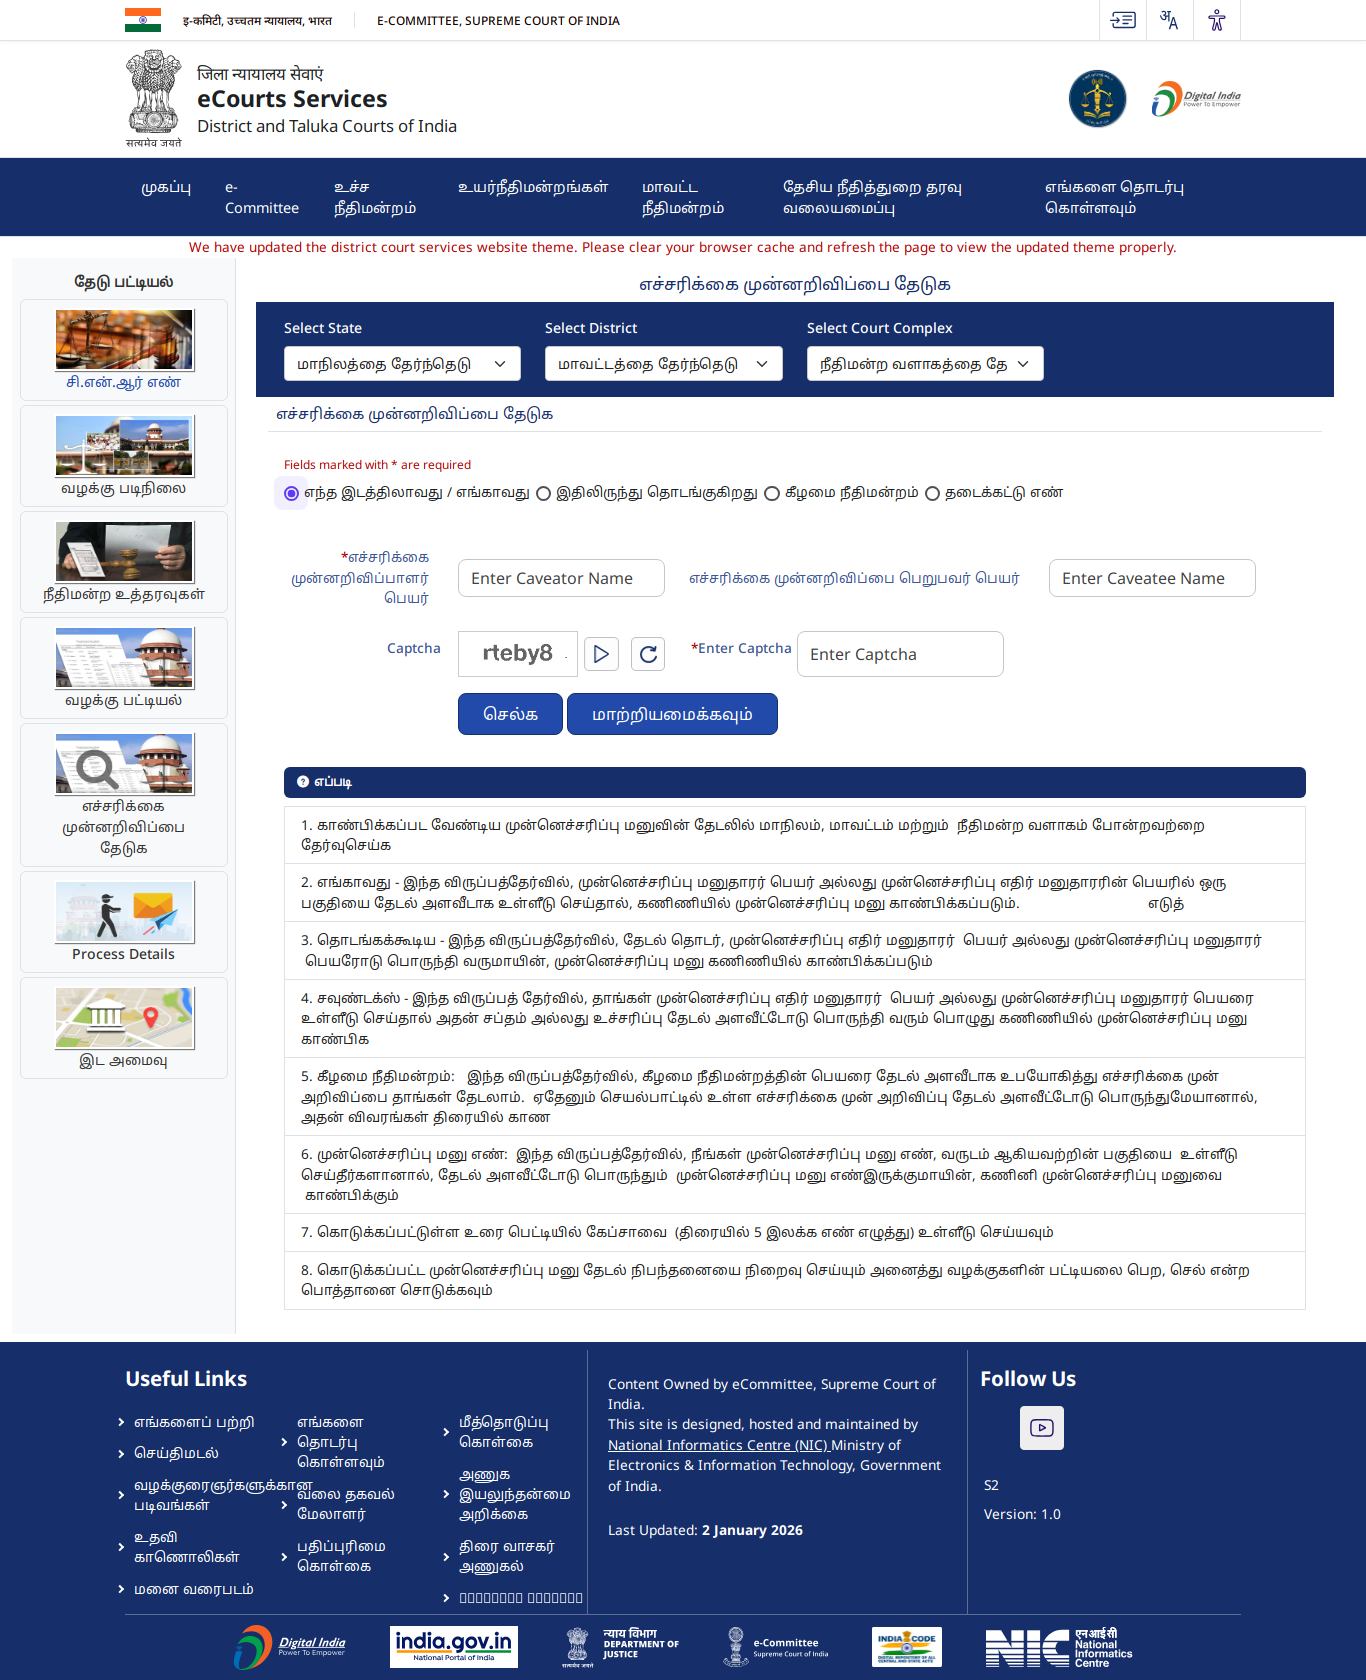 इ-कमिटी, उच्चतम न्यायालय, भारत
E-COMMITTEE, SUPREME COURT OF INDIA
जिला न्यायालय सेवाएं
eCourts Services
District and Taluka Courts of India
सत्यमेव जयते
Digital India
Power To Empower
முகப்பு
e-
Committee
உச்ச
நீதிமன்றம்
உயர்நீதிமன்றங்கள்
மாவட்ட
நீதிமன்றம்
தேசிய நீதித்துறை தரவு
வலையமைப்பு
எங்களை தொடர்பு
கொள்ளவும்
We have updated the district court services website theme. Please clear your browser cache and refresh the page to view the updated theme properly.
தேடு பட்டியல்
சி.என்.ஆர் எண்
வழக்கு படிநிலை
நீதிமன்ற உத்தரவுகள்
வழக்கு பட்டியல்
எச்சரிக்கை
முன்னறிவிப்பை
தேடுக
Process Details
இட அமைவு
எச்சரிக்கை முன்னறிவிப்பை தேடுக
Select State
Select District
Select Court Complex
மாநிலத்தை தேர்ந்தெடு
மாவட்டத்தை தேர்ந்தெடு
நீதிமன்ற வளாகத்தை தே
எச்சரிக்கை முன்னறிவிப்பை தேடுக
Fields marked with * are required
எந்த இடத்திலாவது / எங்காவது
இதிலிருந்து தொடங்குகிறது
கீழமை நீதிமன்றம்
தடைக்கட்டு எண்
*எச்சரிக்கை
முன்னறிவிப்பாளர்
பெயர்
Enter Caveator Name
எச்சரிக்கை முன்னறிவிப்பை பெறுபவர் பெயர்
Enter Caveatee Name
Captcha
rteby8
*Enter Captcha
Enter Captcha
செல்க
மாற்றியமைக்கவும்
எப்படி
1. காண்பிக்கப்பட வேண்டிய முன்னெச்சரிப்பு மனுவின் தேடலில் மாநிலம், மாவட்டம் மற்றும் நீதிமன்ற வளாகம் போன்றவற்றை
தேர்வுசெய்க
2. எங்காவது - இந்த விருப்பத்தேர்வில், முன்னெச்சரிப்பு மனுதாரர் பெயர் அல்லது முன்னெச்சரிப்பு எதிர் மனுதாரரின் பெயரில் ஒரு
பகுதியை தேடல் அளவீடாக உள்ளீடு செய்தால், கணிணியில் முன்னெச்சரிப்பு மனு காண்பிக்கப்படும். எடுத்
3. தொடங்கக்கூடிய - இந்த விருப்பத்தேர்வில், தேடல் தொடர், முன்னெச்சரிப்பு எதிர் மனுதாரர் பெயர் அல்லது முன்னெச்சரிப்பு மனுதாரர்
பெயரோடு பொருந்தி வருமாயின், முன்னெச்சரிப்பு மனு கணிணியில் காண்பிக்கப்படும்
4. சவுண்டக்ஸ் - இந்த விருப்பத் தேர்வில், தாங்கள் முன்னெச்சரிப்பு எதிர் மனுதாரர் பெயர் அல்லது முன்னெச்சரிப்பு மனுதாரர் பெயரை
உள்ளீடு செய்தால் அதன் சப்தம் அல்லது உச்சரிப்பு தேடல் அளவீட்டோடு பொருந்தி வரும் பொழுது கணிணியில் முன்னெச்சரிப்பு மனு
காண்பிக
5. கீழமை நீதிமன்றம்: இந்த விருப்பத்தேர்வில், கீழமை நீதிமன்றத்தின் பெயரை தேடல் அளவீடாக உபயோகித்து எச்சரிக்கை முன்
அறிவிப்பை தாங்கள் தேடலாம். ஏதேனும் செயல்பாட்டில் உள்ள எச்சரிக்கை முன் அறிவிப்பு தேடல் அளவீட்டோடு பொருந்துமேயானால்,
அதன் விவரங்கள் திரையில் காண
6. முன்னெச்சரிப்பு மனு எண்: இந்த விருப்பத்தேர்வில், நீங்கள் முன்னெச்சரிப்பு மனு எண், வருடம் ஆகியவற்றின் பகுதியை உள்ளீடு
செய்தீர்களானால், தேடல் அளவீட்டோடு பொருந்தும் முன்னெச்சரிப்பு மனு எண்இருக்குமாயின், கணினி முன்னெச்சரிப்பு மனுவை
காண்பிக்கும்
7. கொடுக்கப்பட்டுள்ள உரை பெட்டியில் கேப்சாவை (திரையில் 5 இலக்க எண் எழுத்து) உள்ளீடு செய்யவும்
8. கொடுக்கப்பட்ட முன்னெச்சரிப்பு மனு தேடல் நிபந்தனையை நிறைவு செய்யும் அனைத்து வழக்குகளின் பட்டியலை பெற, செல் என்ற
பொத்தானை சொடுக்கவும்
Useful Links
எங்களைப் பற்றி
செய்திமடல்
வழக்குரைஞர்களுக்கான
படிவங்கள்
உதவி
காணொலிகள்
மனை வரைபடம்
எங்களை
தொடர்பு
கொள்ளவும்
வலை தகவல்
மேலாளர்
பதிப்புரிமை
கொள்கை
மீத்தொடுப்பு
கொள்கை
அணுக
இயலுந்தன்மை
அறிக்கை
திரை வாசகர்
அணுகல்
Content Owned by eCommittee, Supreme Court of
India.
This site is designed, hosted and maintained by
National Informatics Centre (NIC) Ministry of
Electronics & Information Technology, Government
of India.
Last Updated: 2 January 2026
Follow Us
S2
Version: 1.0
Digital India
Power To Empower
india.gov.in
National Portal of India
सत्यमेव जयते
न्याय विभाग
DEPARTMENT OF
JUSTICE
e-Committee
Supreme Court of India
INDIA CODE
DIGITAL REPOSITORY OF ALL
CENTRAL AND STATE ACTS
NIC
एनआईसी
National
Informatics
Centre